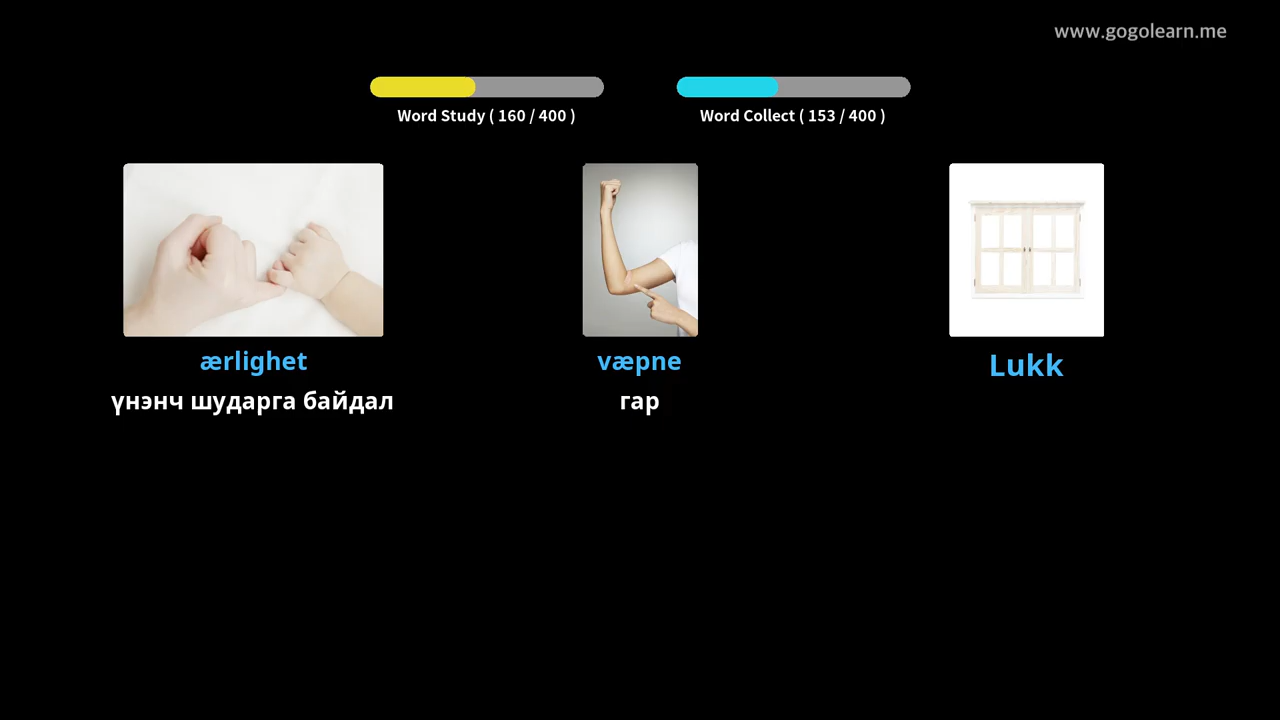 www.gogolearn.me
Word Study ( 160 / 400 )
Word Collect ( 153 / 400 )
ærlighet
үнэнч шударга байдал
væpne
гар
Lukk